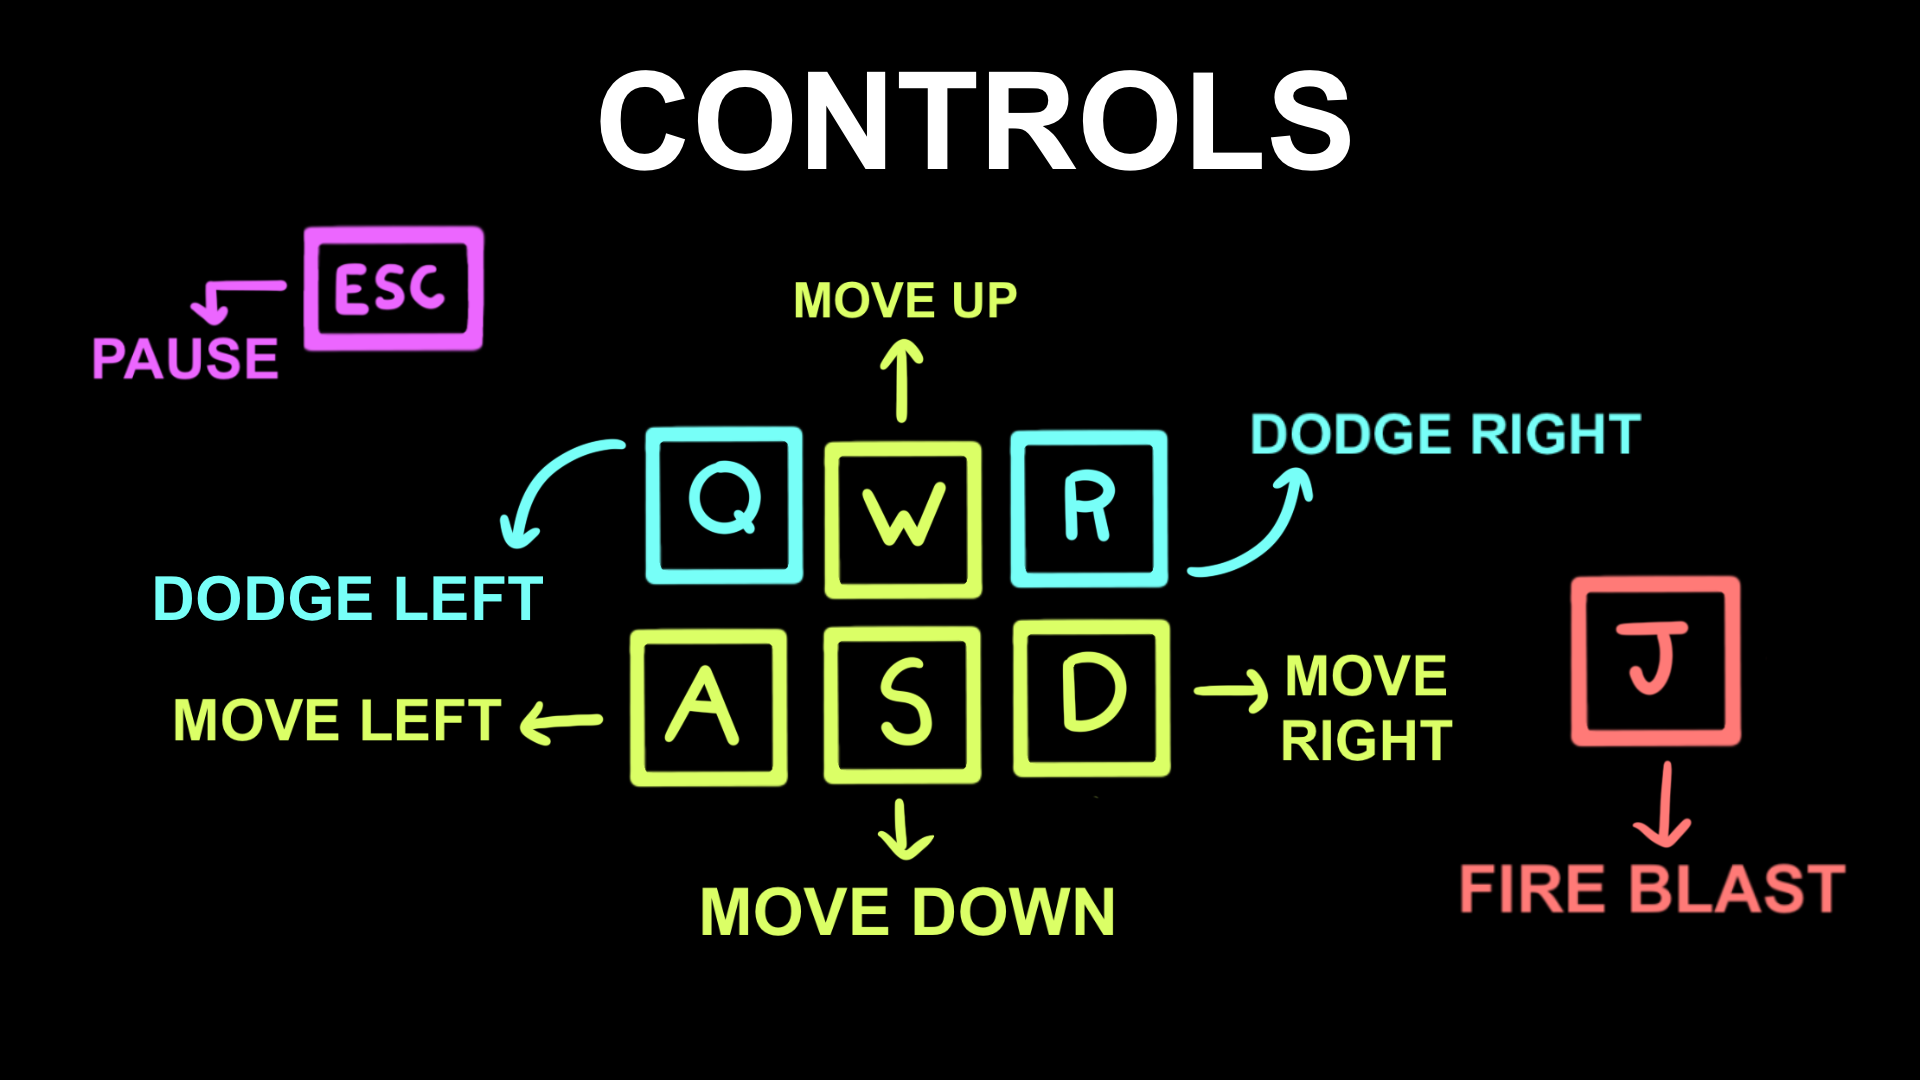 CONTROLS
ESC
PAUSE
MOVE UP
Q
W
R
DODGE RIGHT
DODGE LEFT
A
S
D
MOVE LEFT
MOVE
RIGHT
J
MOVE DOWN
FIRE BLAST